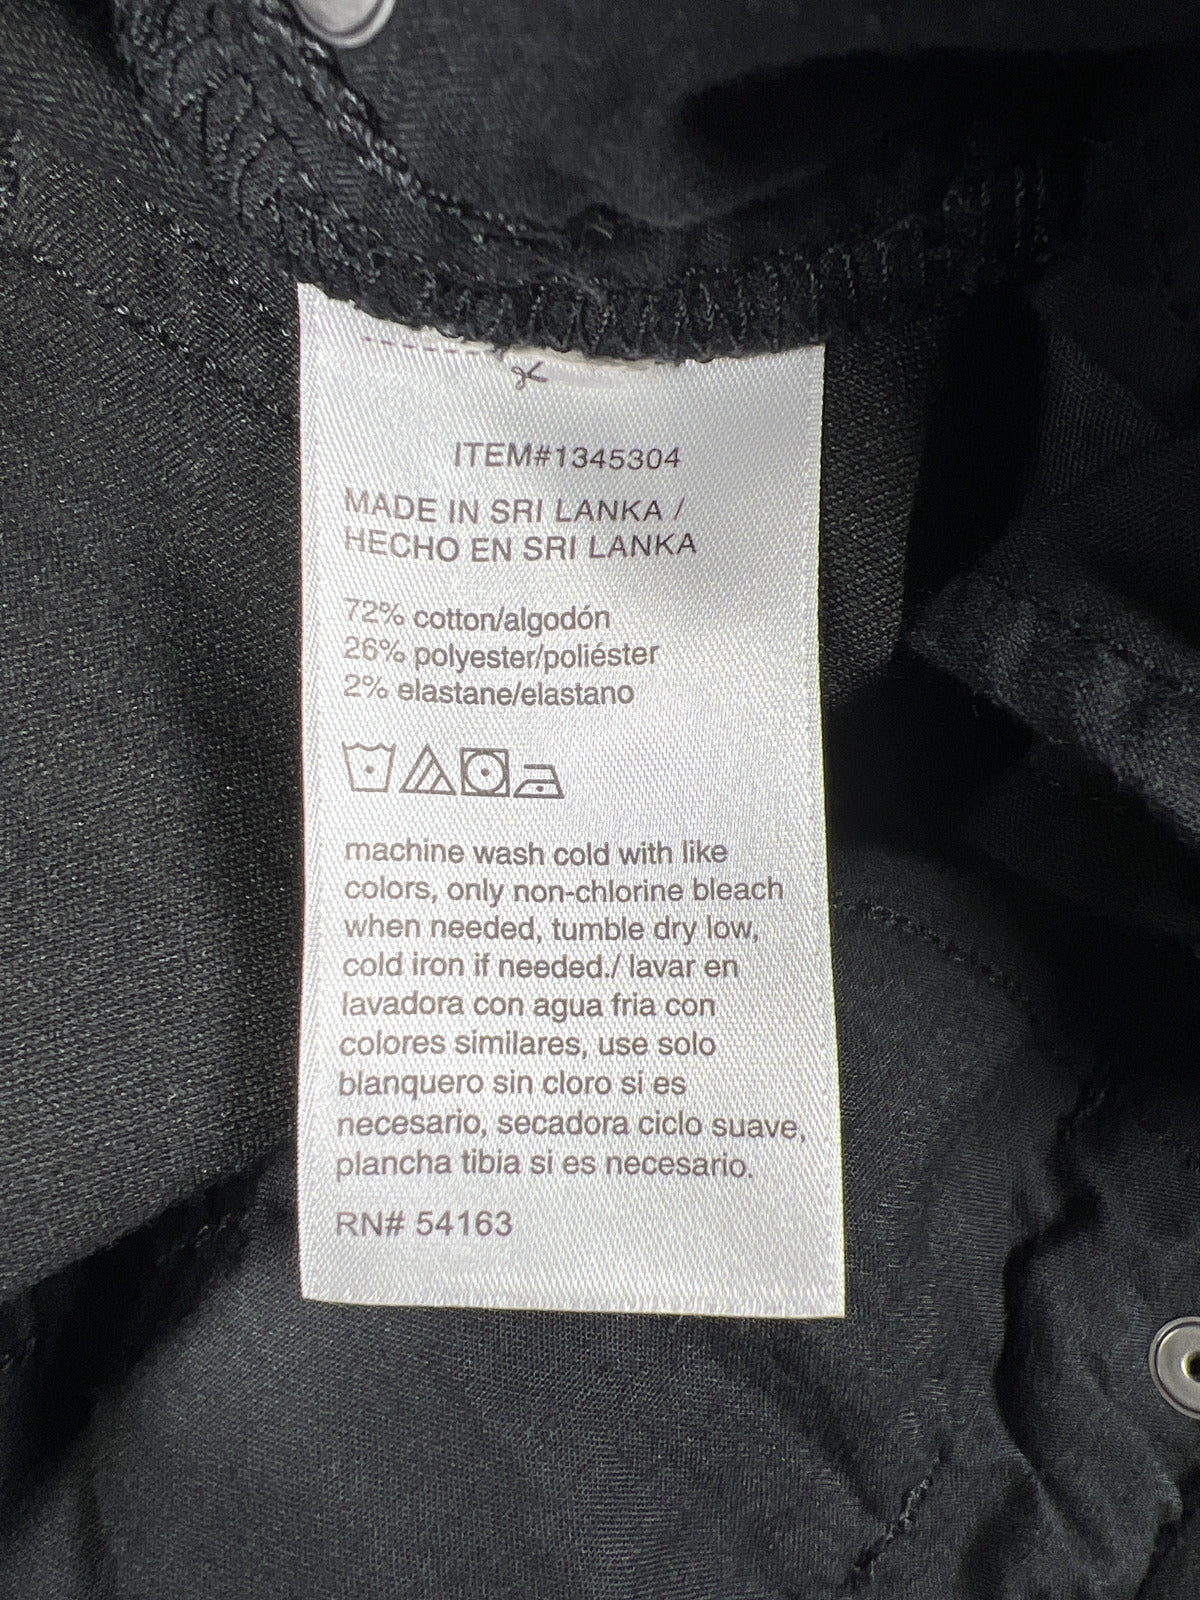 ITEM#1345304
MADE IN SRI LANKA /
HECHO EN SRI LANKA
72% cotton/algodón
26% polyester/poliéster
2% elastane/elastano
machine wash cold with like
colors, only non-chlorine bleach
when needed, tumble dry low,
cold iron if needed./ lavar en
lavadora con agua fria con
colores similares, use solo
blanquero sin cloro si es
necesario, secadora ciclo suave,
plancha tibia si es necesario.
RN# 54163